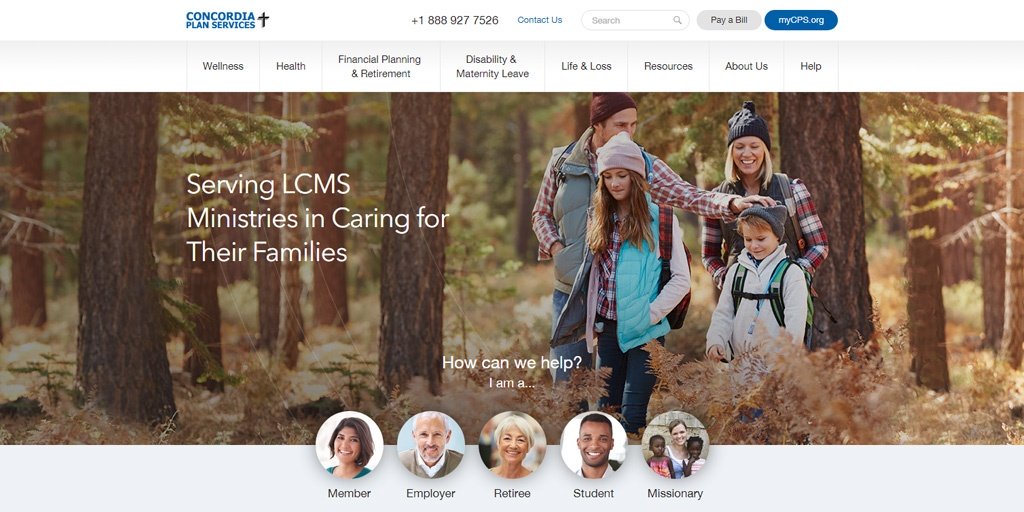 CONCORDIA
PLAN SERVICES
+1 888 927 7526
Contact Us
Search
Pay a Bill
myCPS.org
Wellness
Health
Financial Planning
& Retirement
Disability &
Maternity Leave
Life & Loss
Resources
About Us
Help
Serving LCMS
Ministries in Caring for
Their Families
How can we help?
I am a...
Member
Employer
Retiree
Student
Missionary